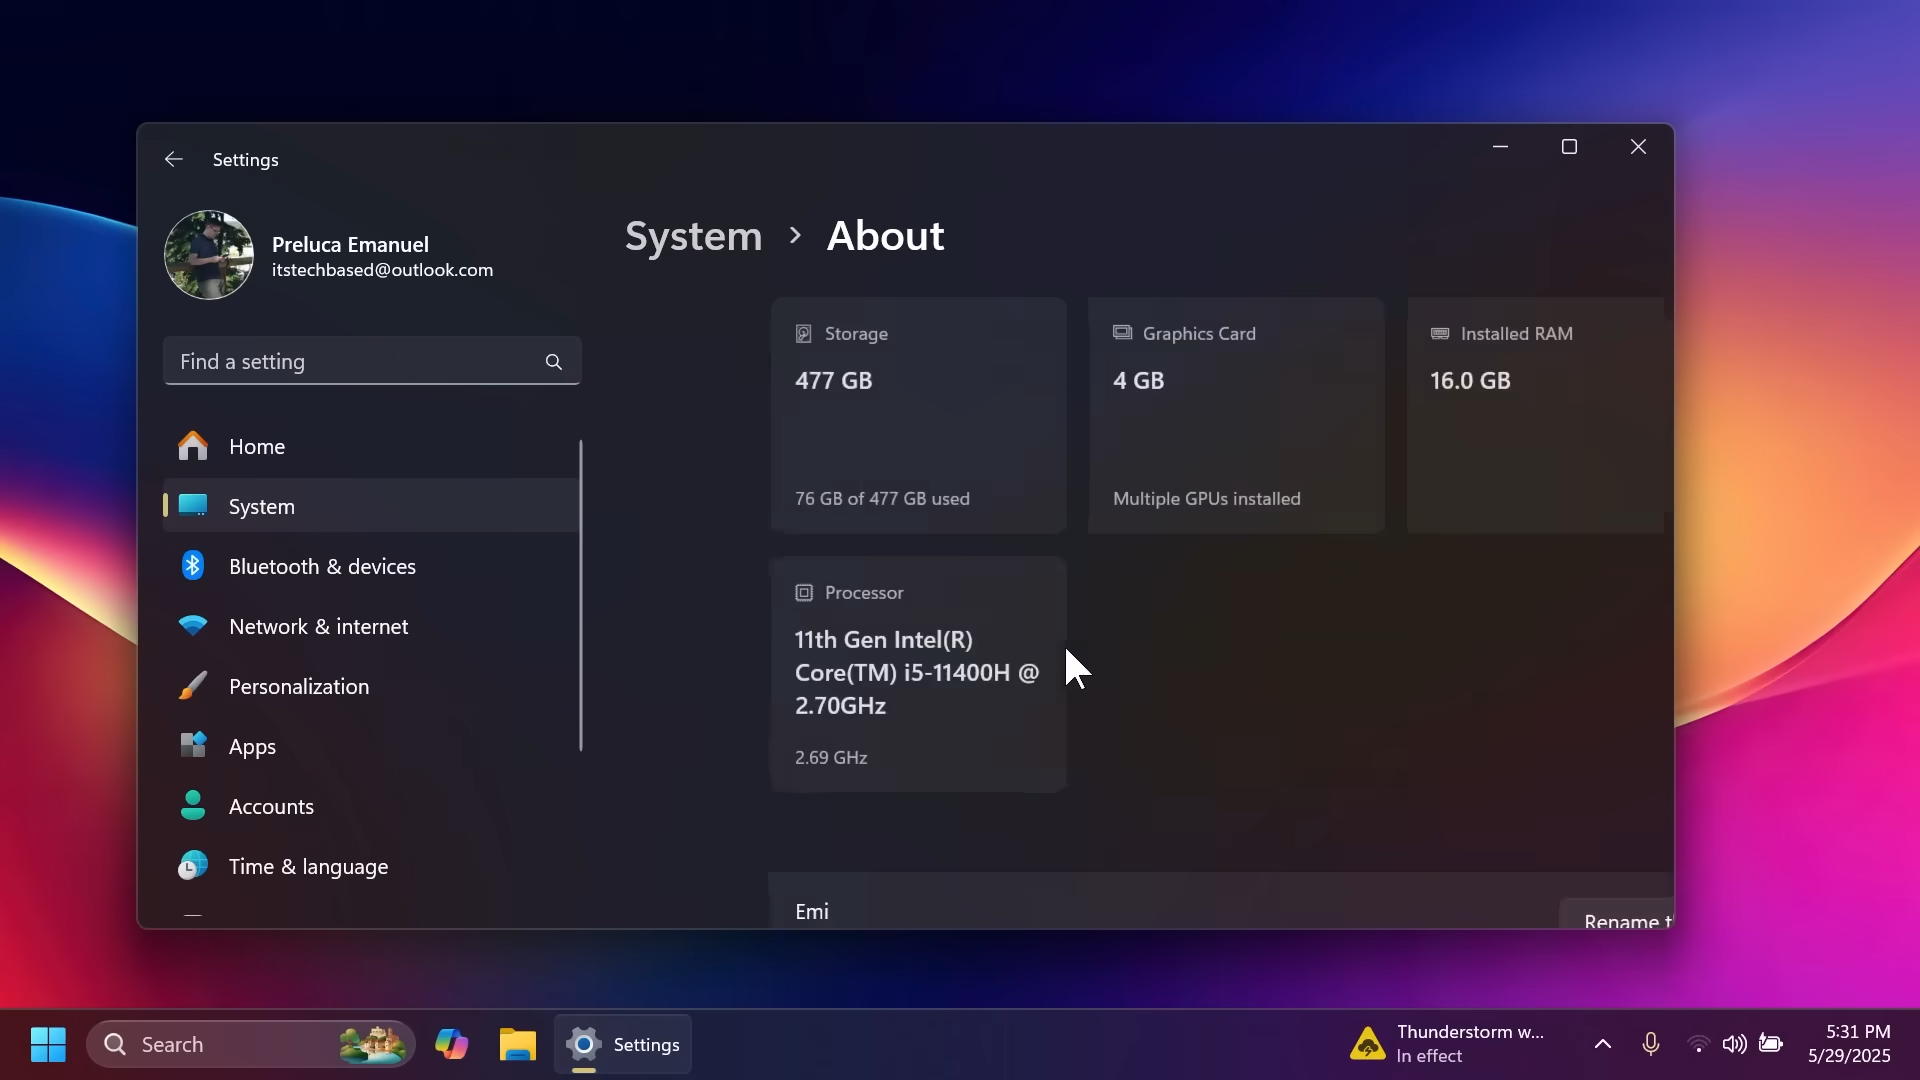 Settings
Preluca Emanuel
itstechbased@outlook.com
Find a setting
Home
System
Bluetooth & devices
Network & internet
Personalization
Apps
Accounts
Time & language
System > About
Storage
477 GB
76 GB of 477 GB used
Graphics Card
4 GB
Multiple GPUs installed
Installed RAM
16.0 GB
Processor
11th Gen Intel(R)
Core(TM) i5-11400H @
2.70GHz
2.69 GHz
Emi
Rename t
Search
Settings
Thunderstorm w...
In effect
5:31 PM
5/29/2025